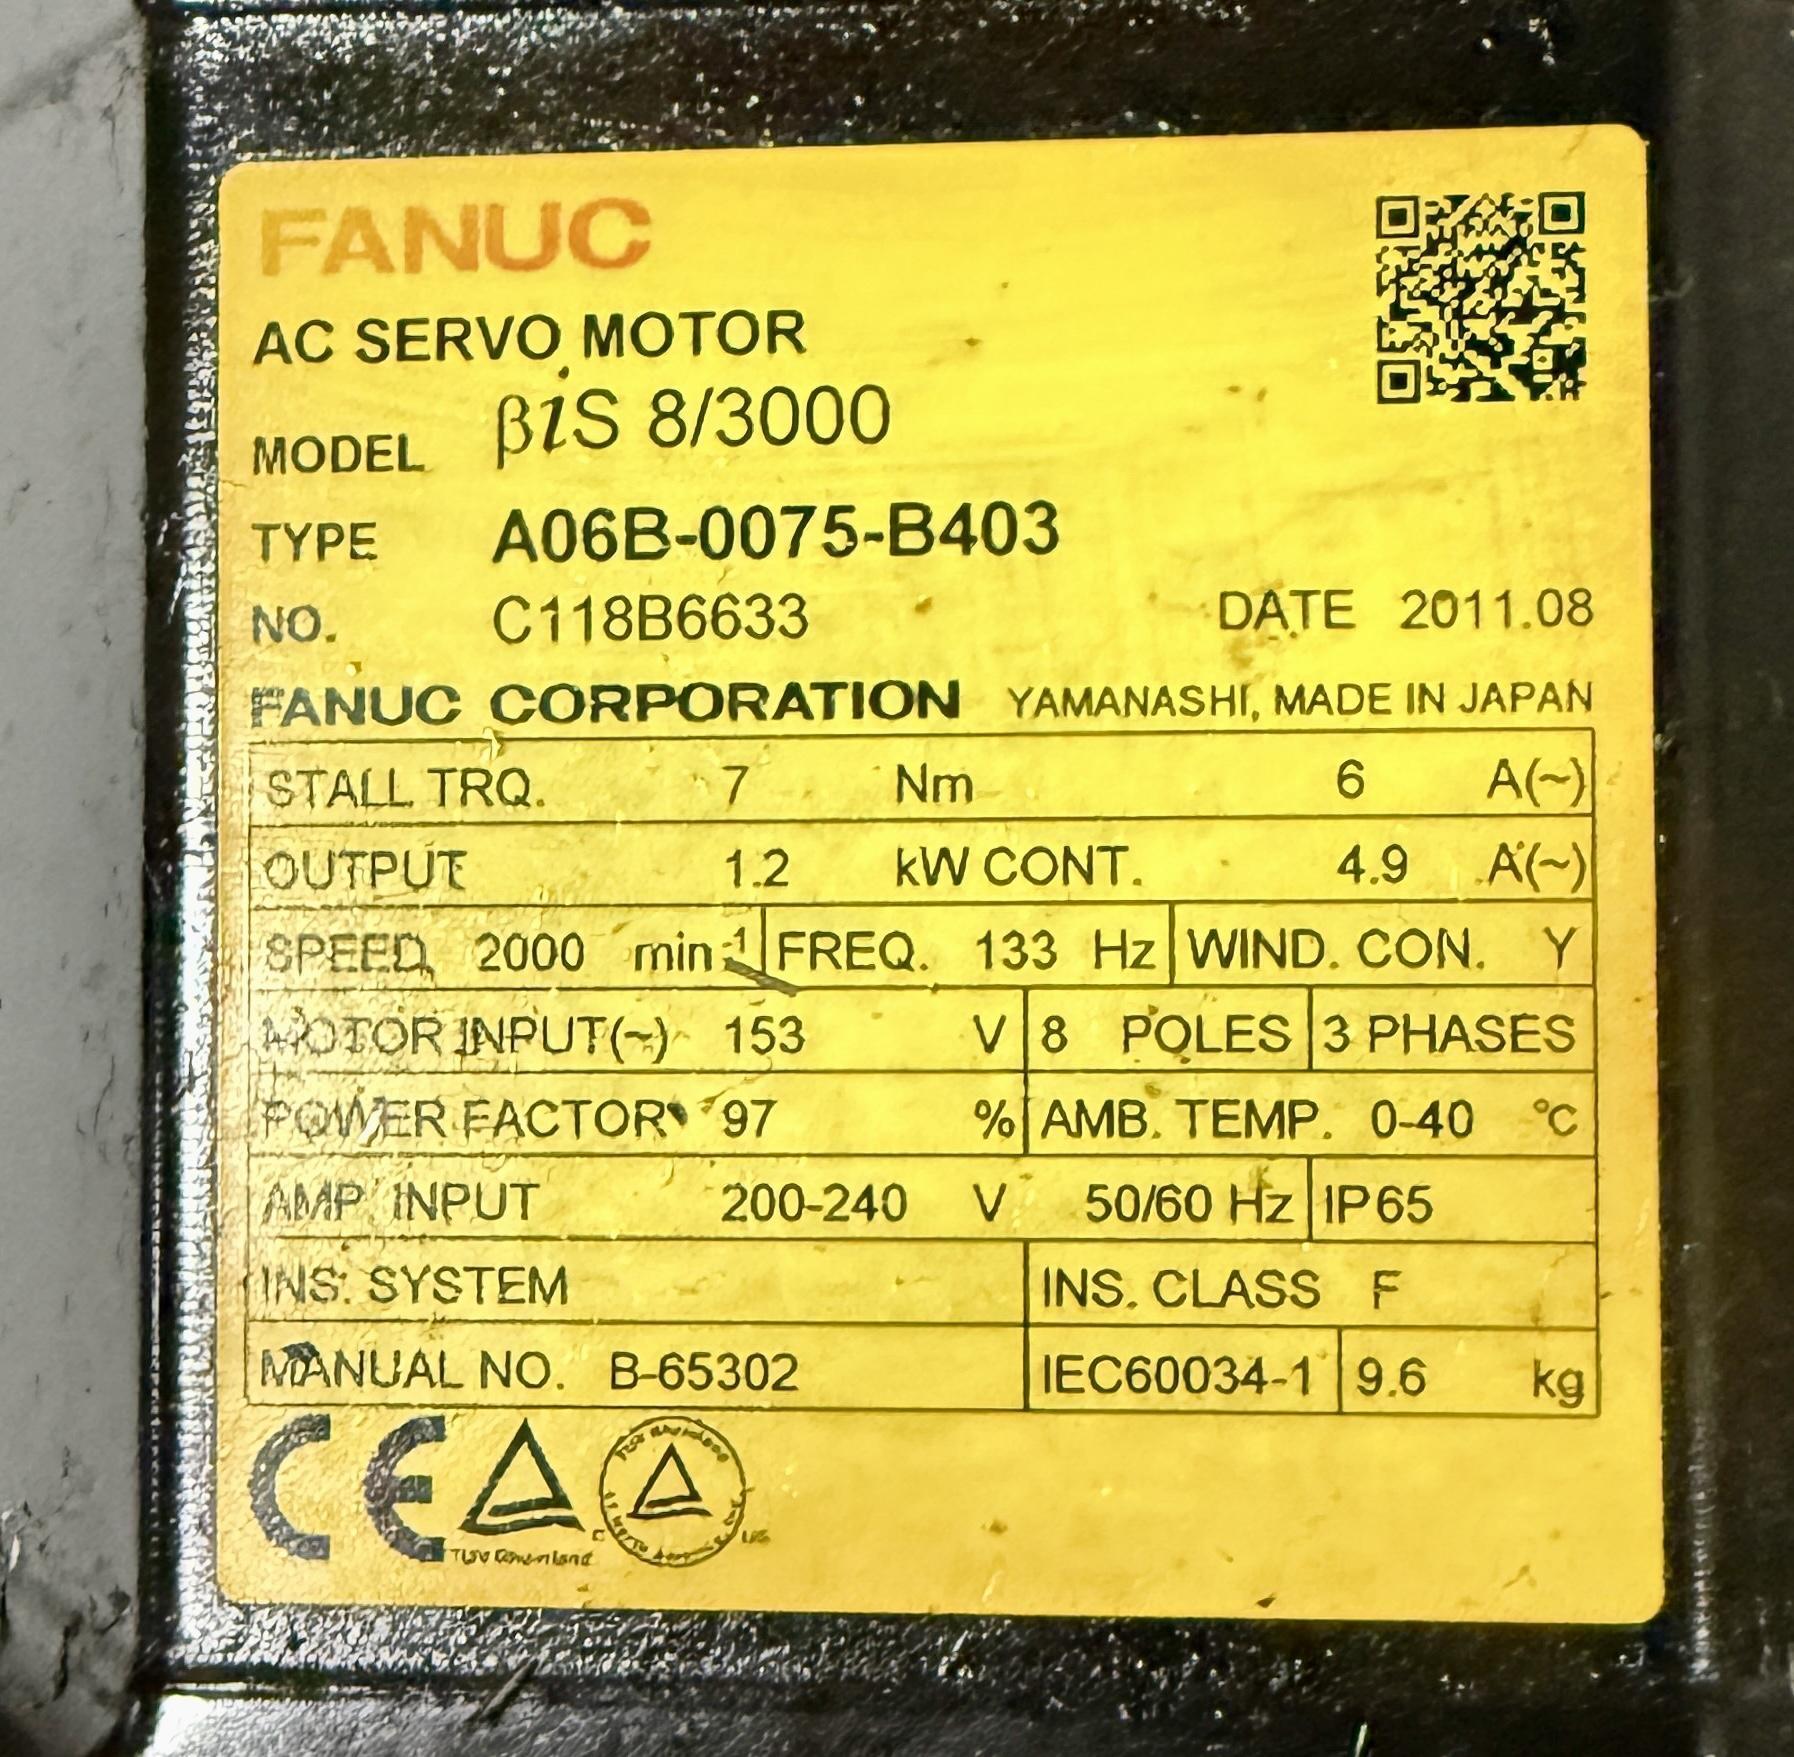 FANUC
AC SERVO MOTOR
MODEL βiS 8/3000
TYPE A06B-0075-B403
NO. C118B6633 DATE 2011.08
FANUC CORPORATION YAMANASHI, MADE IN JAPAN
STALL TRQ. 7 Nm 6 A(~)
OUTPUT 1.2 kW CONT. 4.9 A(~)
SPEED 2000 min-1 FREQ. 133 Hz WIND. CON. Y
MOTOR INPUT(~) 153 V 8 POLES 3 PHASES
POWER FACTOR 97 % AMB. TEMP. 0-40 °C
AMP. INPUT 200-240 V 50/60 Hz IP65
INS. SYSTEM INS. CLASS F
MANUAL NO. B-65302 IEC60034-1 9.6 kg
CE